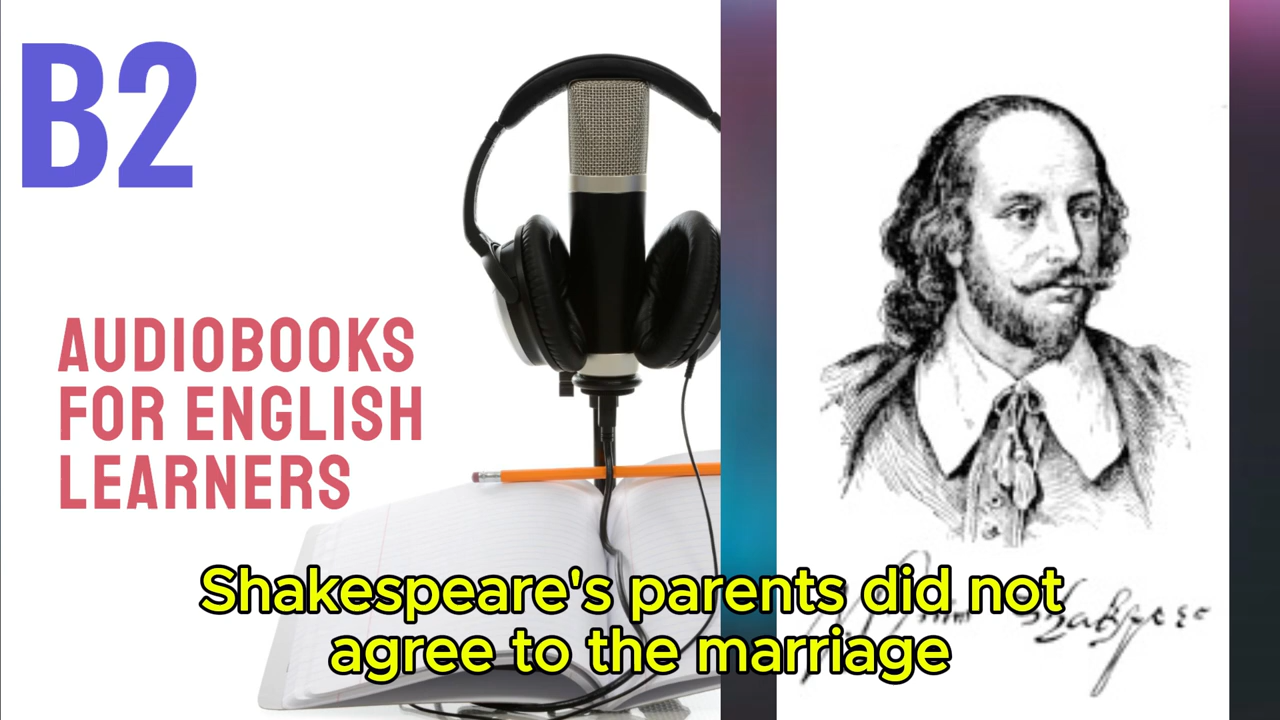 B2
AUDIOBOOKS
FOR ENGLISH
LEARNERS
Shakespeare's parents did not
agree to the marriage